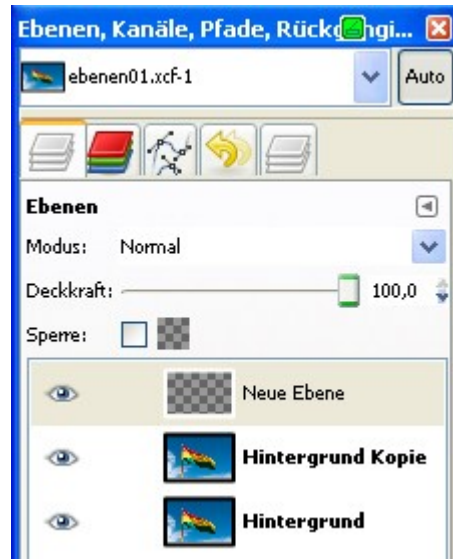 Ebenen, Kanäle, Pfade, Rückgängi...
ebenen01.xcf-1
Auto
Ebenen
Modus: Normal
Deckkraft: 100,0
Sperre:
Neue Ebene
Hintergrund Kopie
Hintergrund